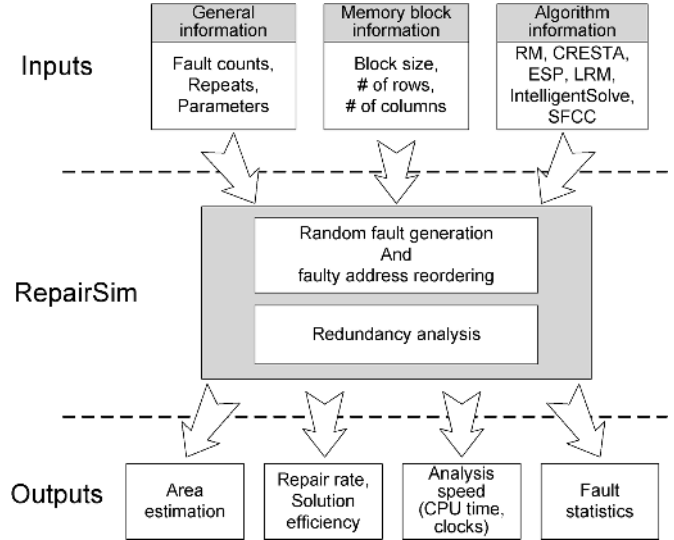 General
information
Memory block
information
Algorithm
information
Inputs
Fault counts,
Repeats,
Parameters
Block size,
# of rows,
# of columns
RM, CRESTA,
ESP, LRM,
IntelligentSolve,
SFCC
RepairSim
Random fault generation
And
faulty address reordering
Redundancy analysis
Outputs
Area
estimation
Repair rate,
Solution
efficiency
Analysis
speed
(CPU time,
clocks)
Fault
statistics